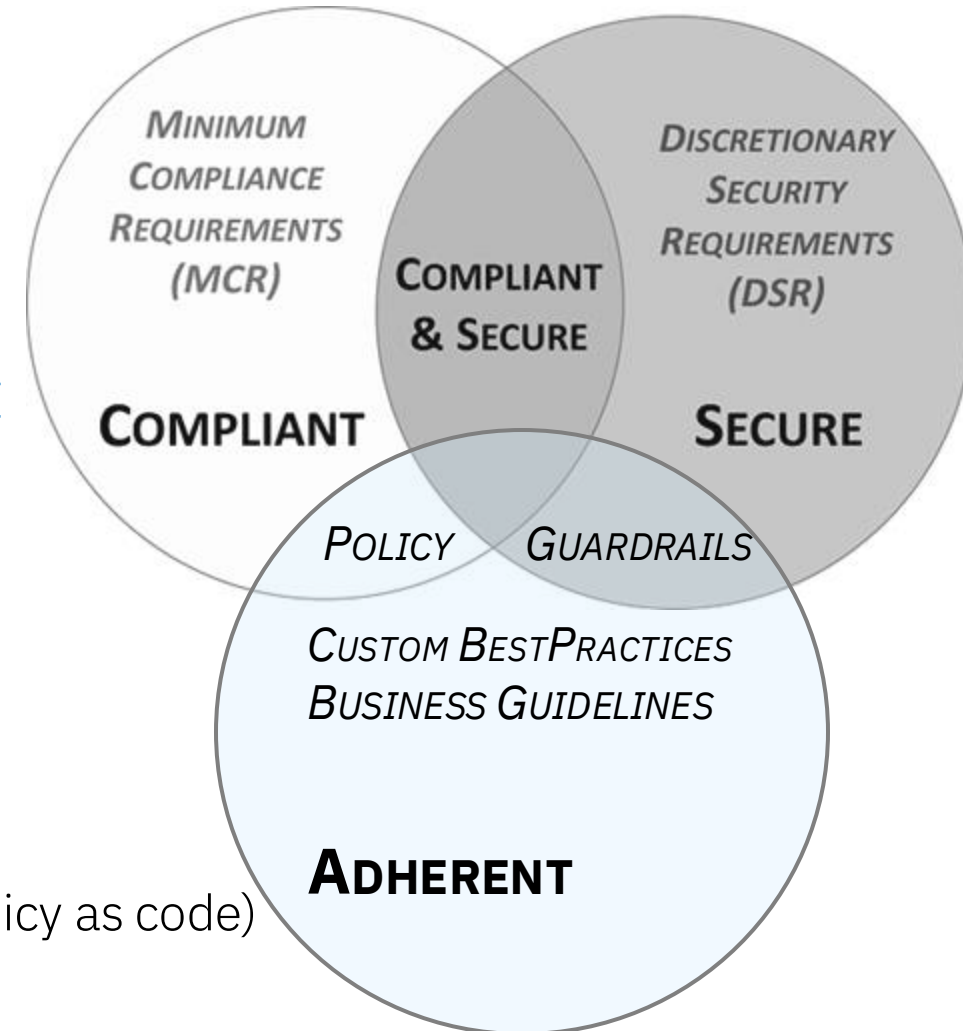 MINIMUM
COMPLIANCE
REQUIREMENTS
(MCR)
COMPLIANT
COMPLIANT
& SECURE
DISCRETIONARY
SECURITY
REQUIREMENTS
(DSR)
SECURE
POLICY GUARDRAILS
CUSTOM BESTPRACTICES
BUSINESS GUIDELINES
ADHERENT
icy as code)